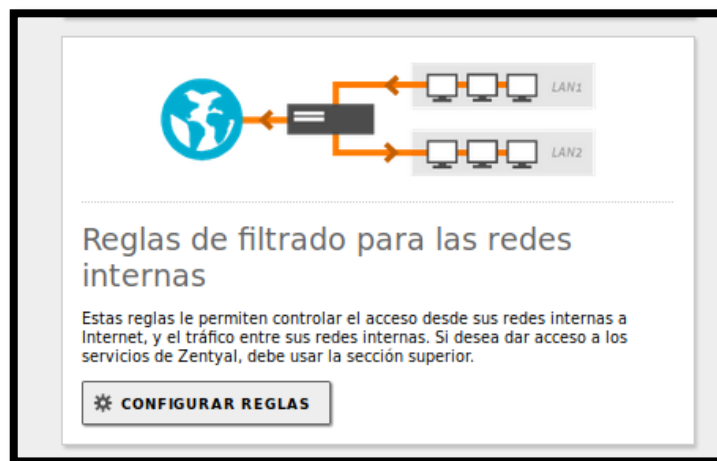 LAN1
LAN2
Reglas de filtrado para las redes
internas
Estas reglas le permiten controlar el acceso desde sus redes internas a
Internet, y el tráfico entre sus redes internas. Si desea dar acceso a los
servicios de Zentyal, debe usar la sección superior.
CONFIGURAR REGLAS